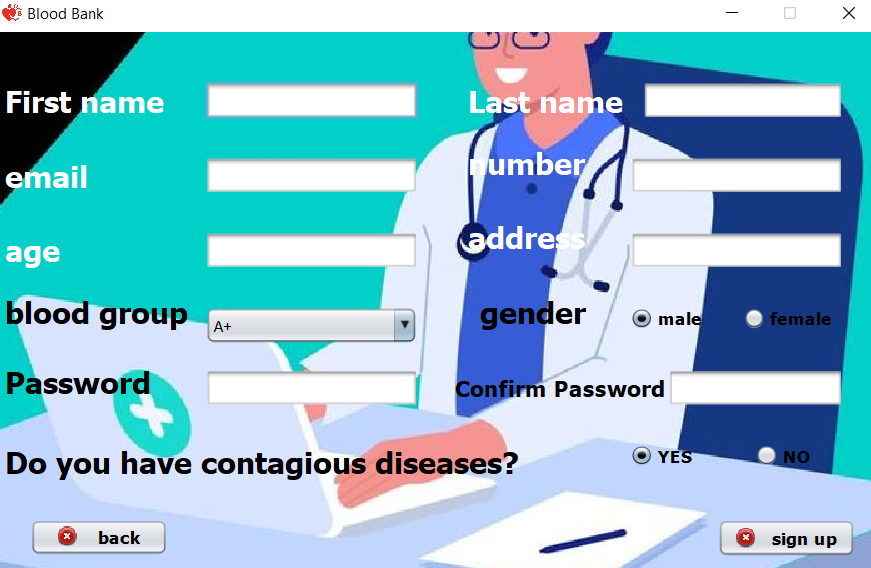 Blood Bank
First name
Last name
email
number
age
address
blood group A+
gender male female
Password
Confirm Password
Do you have contagious diseases? YES NO
back
sign up